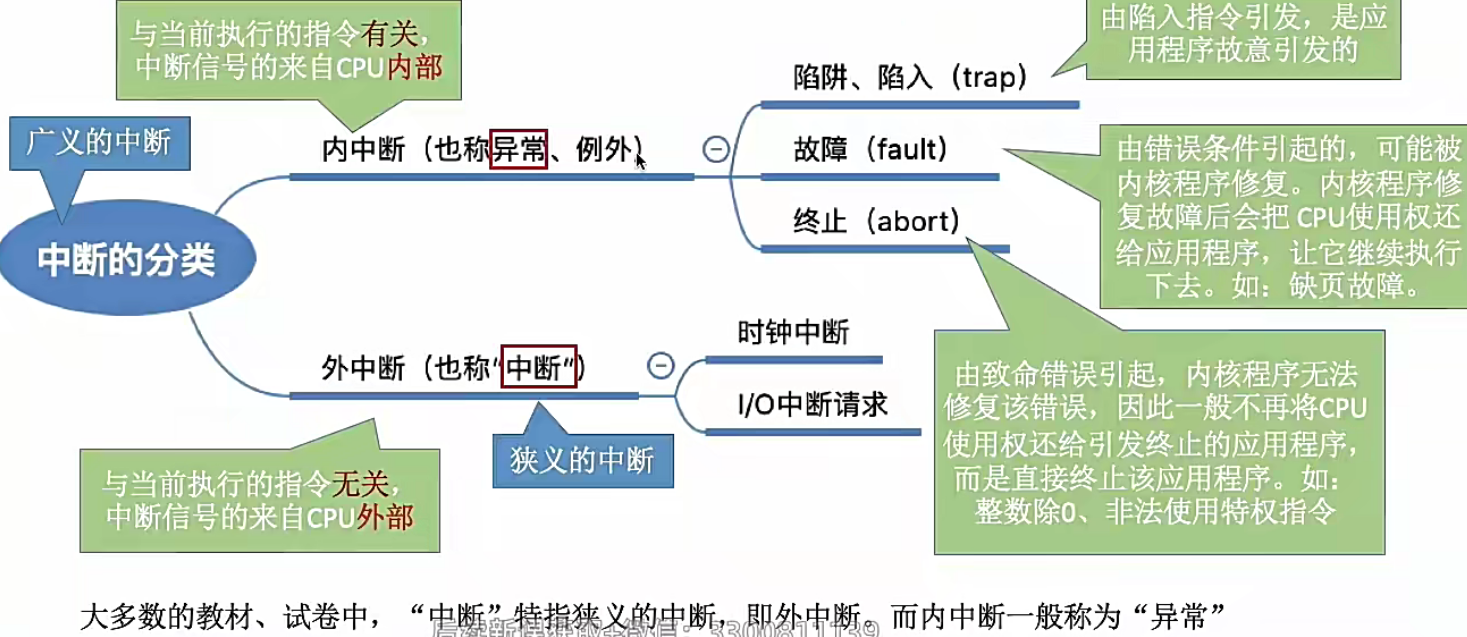 与当前执行的指令有关，
中断信号的来自CPU内部
广义的中断
中断的分类
内中断（也称异常、例外）
陷阱、陷入（trap）
由陷入指令引发，是应
用程序故意引发的
故障（fault）
由错误条件引起的，可能被
内核程序修复。内核程序修
复故障后会把 CPU使用权还
给应用程序，让它继续执行
下去。如：缺页故障。
终止（abort）
由致命错误引起，内核程序无法
修复该错误，因此一般不再将CPU
使用权还给引发终止的应用程序，
而是直接终止该应用程序。如：
整数除0、非法使用特权指令
外中断（也称“中断”）
时钟中断
I/O中断请求
狭义的中断
与当前执行的指令无关，
中断信号的来自CPU外部
大多数的教材、试卷中，“中断”特指狭义的中断，即外中断。而内中断一般称为“异常”